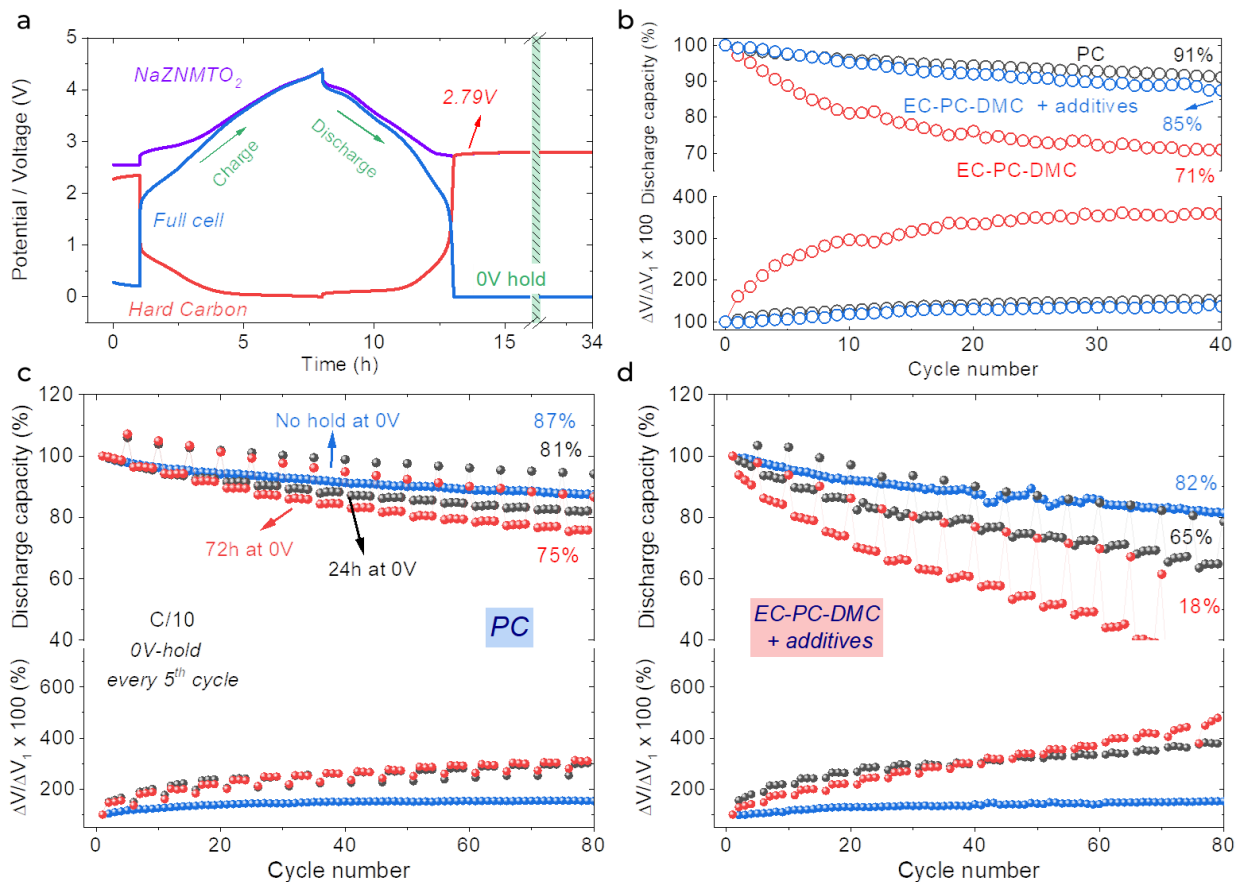 a
5
4
3
2
1
0
Potential / Voltage (V)
NaZNMTO₂
2.79V
Charge
Discharge
Full cell
0V hold
Hard Carbon
0 5 10 15 34
Time (h)
b
100
90
80
70
60
400
300
200
100
ΔV/ΔV₁ x 100 Discharge capacity (%)
PC 91%
EC-PC-DMC + additives
85%
EC-PC-DMC
71%
0 10 20 30 40
Cycle number
c
120
100
80
60
40
Discharge capacity (%)
No hold at 0V
87%
81%
72h at 0V
24h at 0V
75%
C/10
0V-hold
every 5ᵗʰ cycle
PC
600
400
200
ΔV/ΔV₁ x 100 (%)
0 20 40 60 80
Cycle number
d
120
100
80
60
40
Discharge capacity (%)
82%
65%
18%
EC-PC-DMC
+ additives
600
400
200
ΔV/ΔV₁ x 100 (%)
0 20 40 60 80
Cycle number